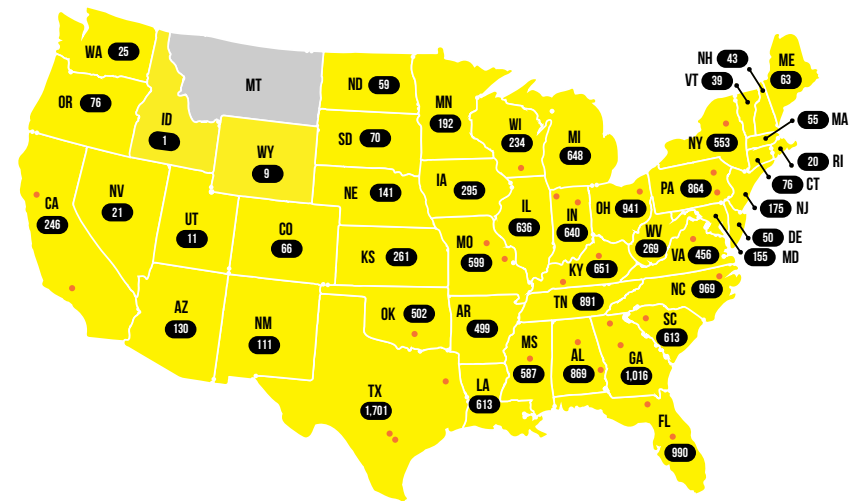 WA 25
OR 76
ID
1
MT
WY
9
ND 59
SD 70
NE 141
KS 261
MN
192
IA
295
WI
234
MI
648
NH 43
VT 39
ME
63
55 MA
NY 553
20 RI
76 CT
175 NJ
50 DE
155 MD
PA 864
CA
246
NV
21
UT
11
CO
66
MO
599
IL
636
IN
640
OH 941
WV
269
VA 456
KY 651
NC 969
TN 891
AZ
130
NM
111
OK 502
AR
499
SC
613
MS
587
AL
869
GA
1,016
TX
1,701
LA
613
FL
990